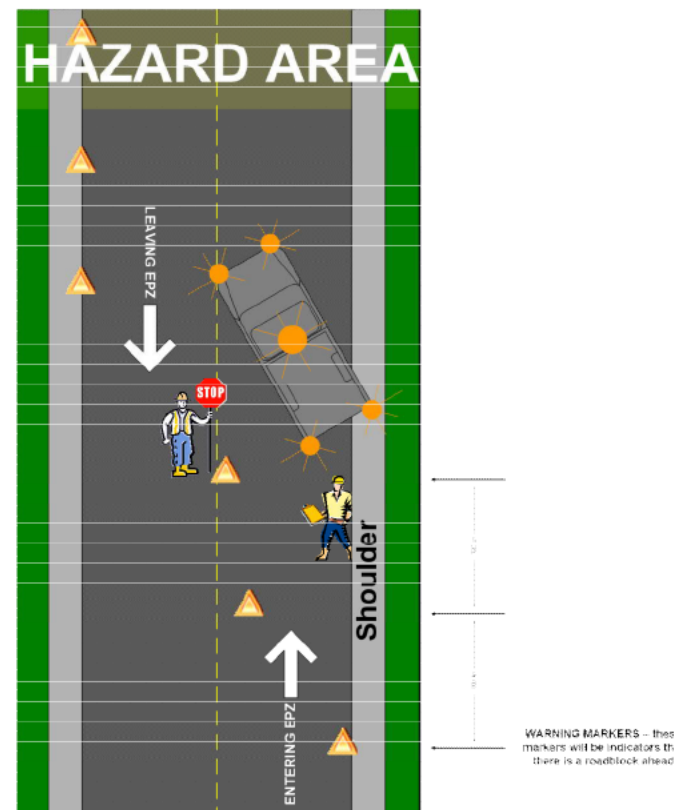 HAZARD AREA
LEAVING EPZ
STOP
Shoulder
ENTERING EPZ
WARNING MARKERS – thes
markers will be indicators tha
there is a roadblock ahead